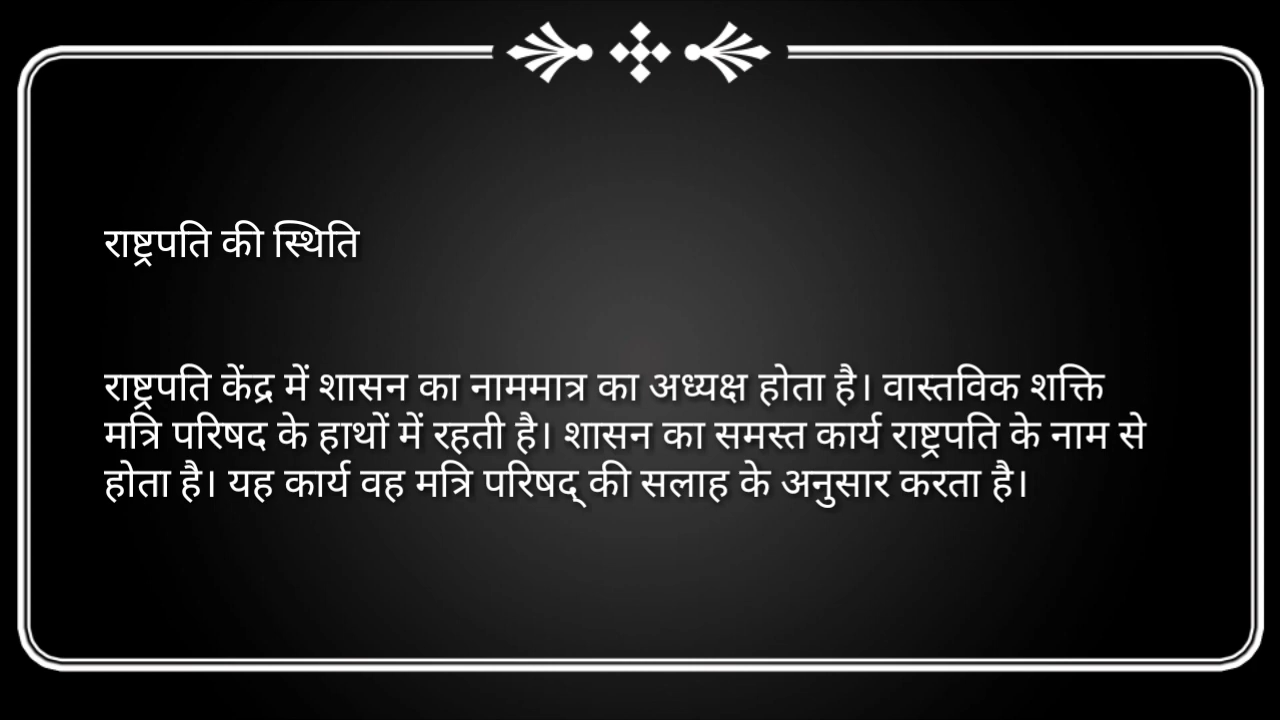 राष्ट्रपति की स्थिति
राष्ट्रपति केंद्र में शासन का नाममात्र का अध्यक्ष होता है। वास्तविक शक्ति
मत्रि परिषद के हाथों में रहती है। शासन का समस्त कार्य राष्ट्रपति के नाम से
होता है। यह कार्य वह मत्रि परिषद् की सलाह के अनुसार करता है।